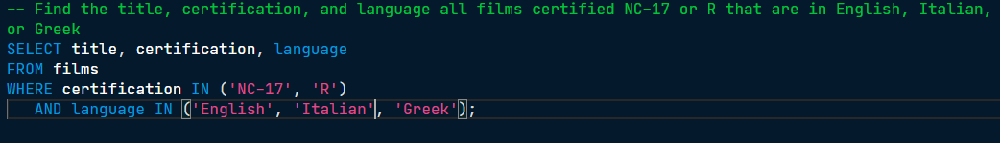 -- Find the title, certification, and language all films certified NC-17 or R that are in English, Italian,
or Greek
SELECT title, certification, language
FROM films
WHERE certification IN ('NC-17', 'R')
AND language IN ('English', 'Italian', 'Greek');